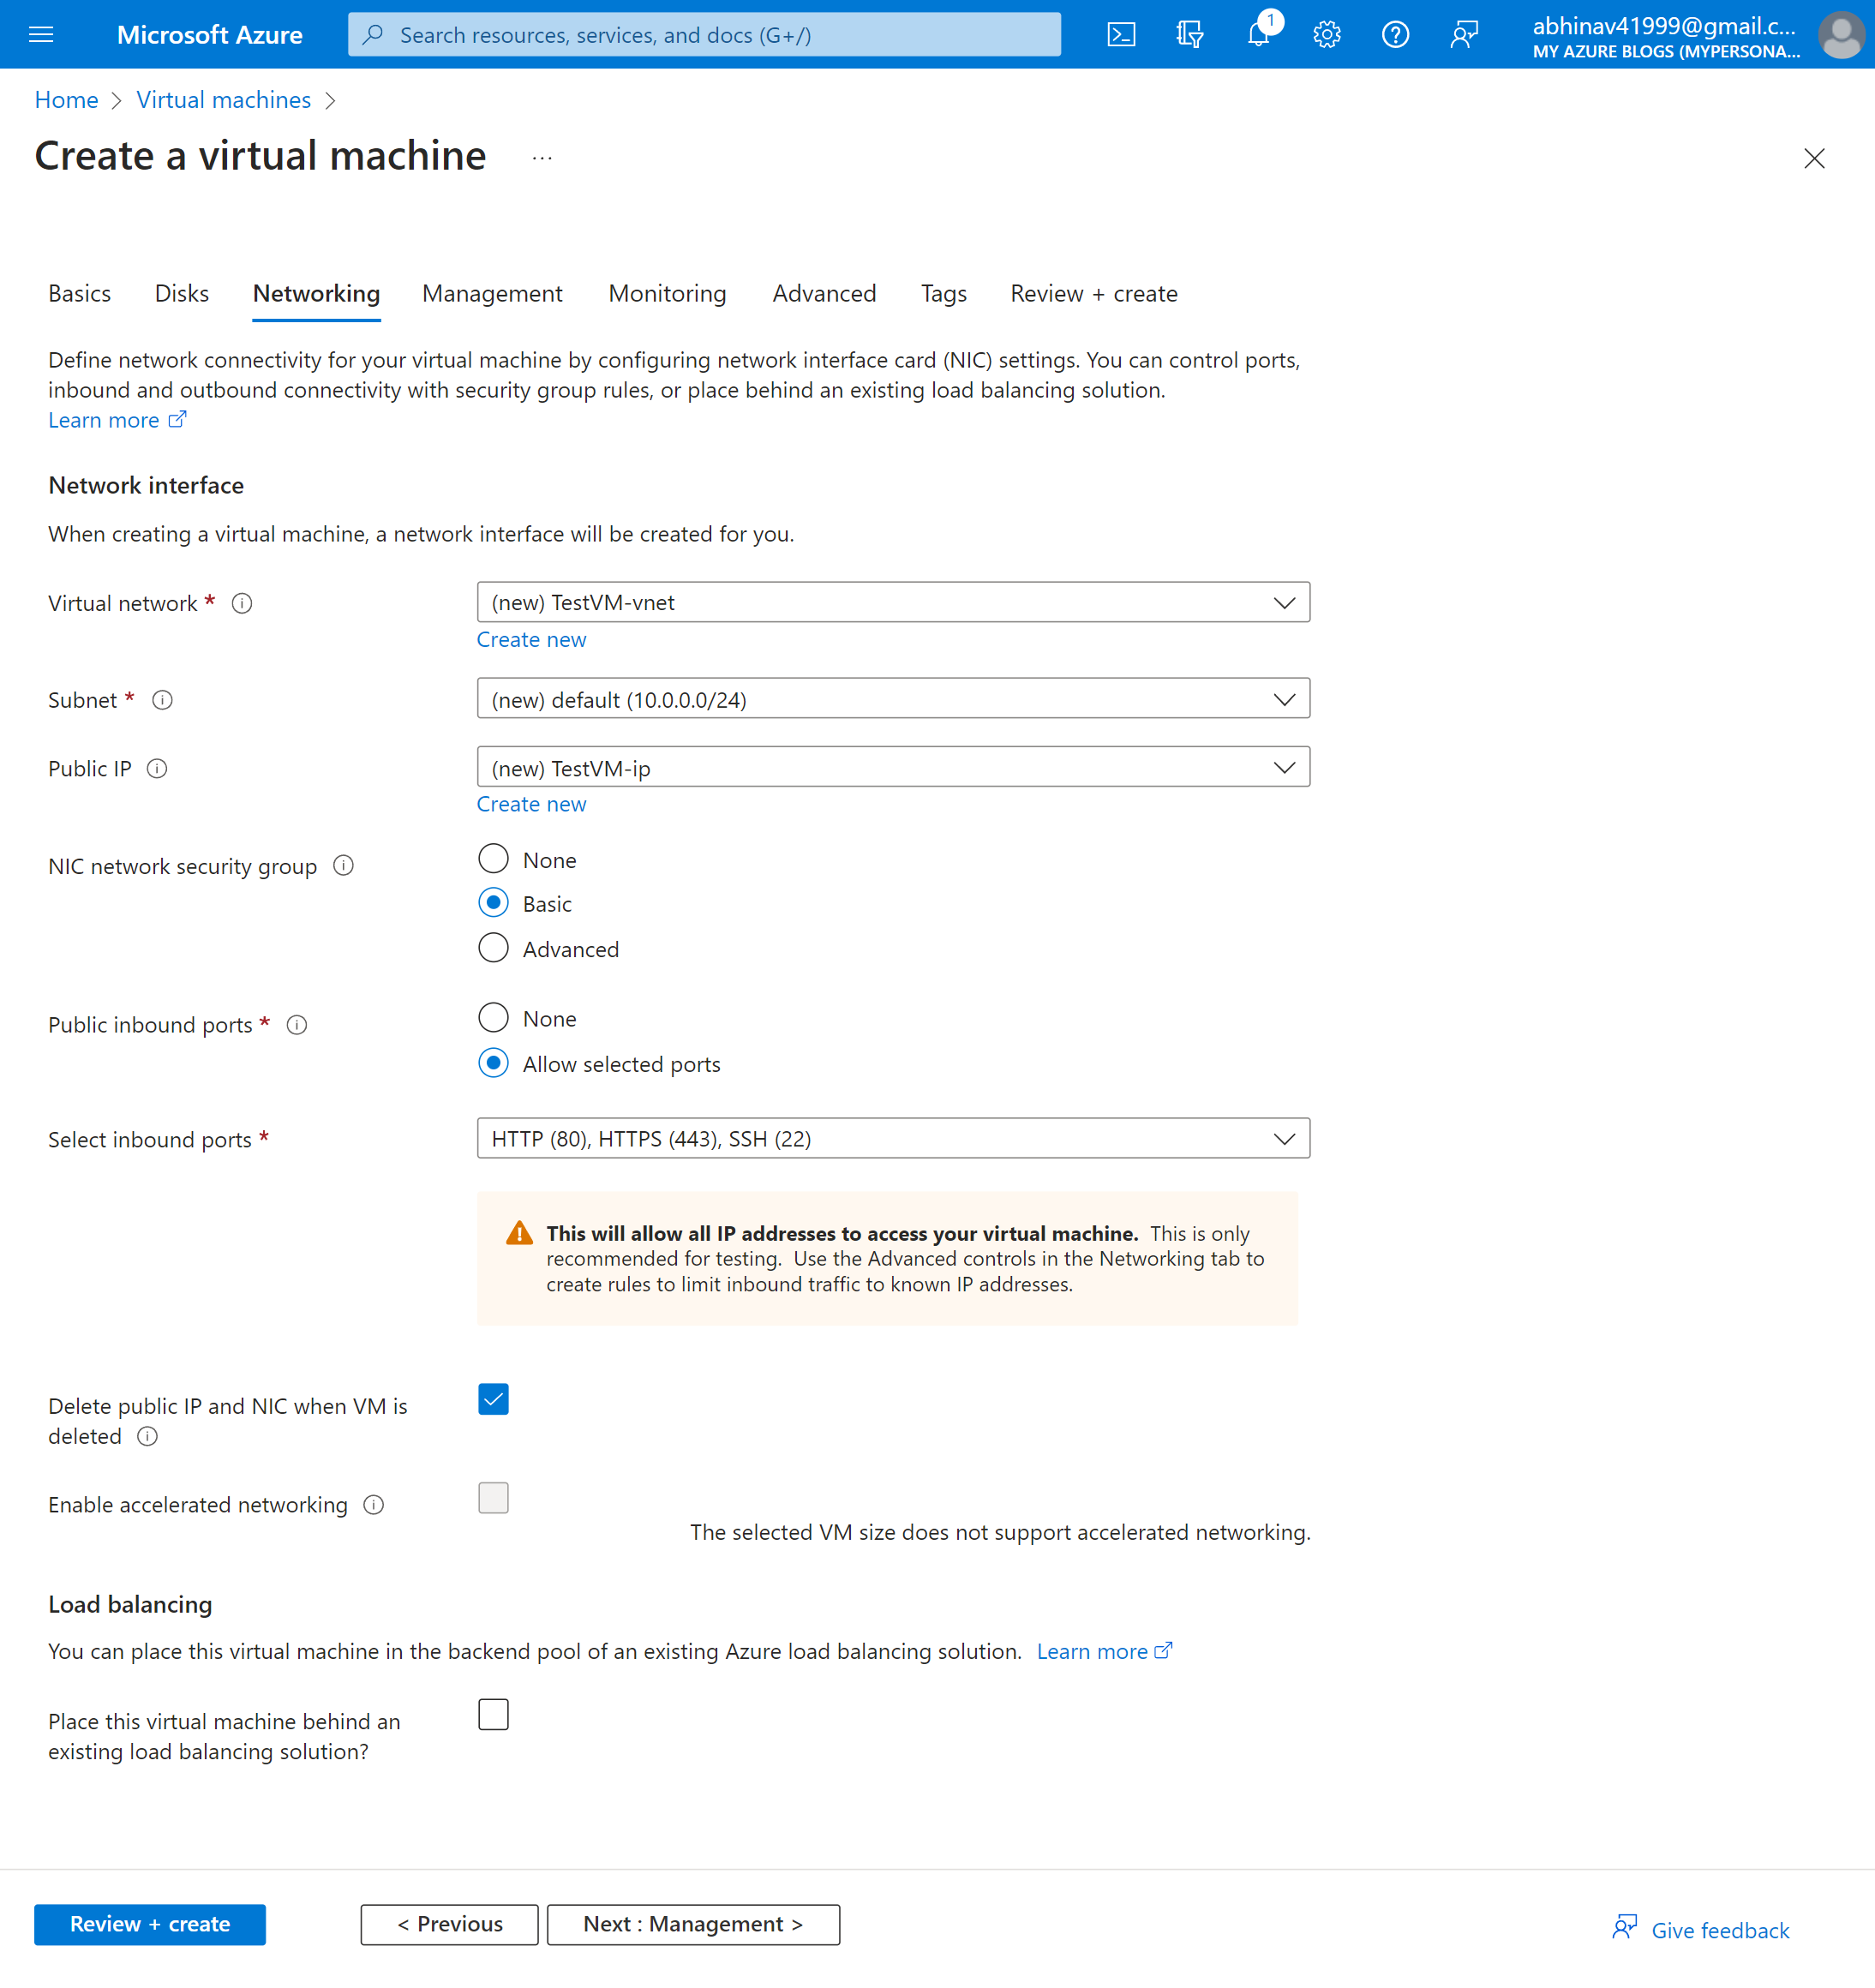 Microsoft Azure
Search resources, services, and docs (G+/)
1
abhinav41999@gmail.c...
MY AZURE BLOGS (MYPERSONA...
Home > Virtual machines >
Create a virtual machine ...
Basics Disks Networking Management Monitoring Advanced Tags Review + create
Define network connectivity for your virtual machine by configuring network interface card (NIC) settings. You can control ports,
inbound and outbound connectivity with security group rules, or place behind an existing load balancing solution.
Learn more
Network interface
When creating a virtual machine, a network interface will be created for you.
Virtual network *
(new) TestVM-vnet
Create new
Subnet *
(new) default (10.0.0.0/24)
Public IP
(new) TestVM-ip
Create new
NIC network security group
None
Basic
Advanced
Public inbound ports *
None
Allow selected ports
Select inbound ports *
HTTP (80), HTTPS (443), SSH (22)
This will allow all IP addresses to access your virtual machine. This is only
recommended for testing. Use the Advanced controls in the Networking tab to
create rules to limit inbound traffic to known IP addresses.
Delete public IP and NIC when VM is
deleted
Enable accelerated networking
The selected VM size does not support accelerated networking.
Load balancing
You can place this virtual machine in the backend pool of an existing Azure load balancing solution. Learn more
Place this virtual machine behind an
existing load balancing solution?
Review + create
< Previous
Next : Management >
Give feedback